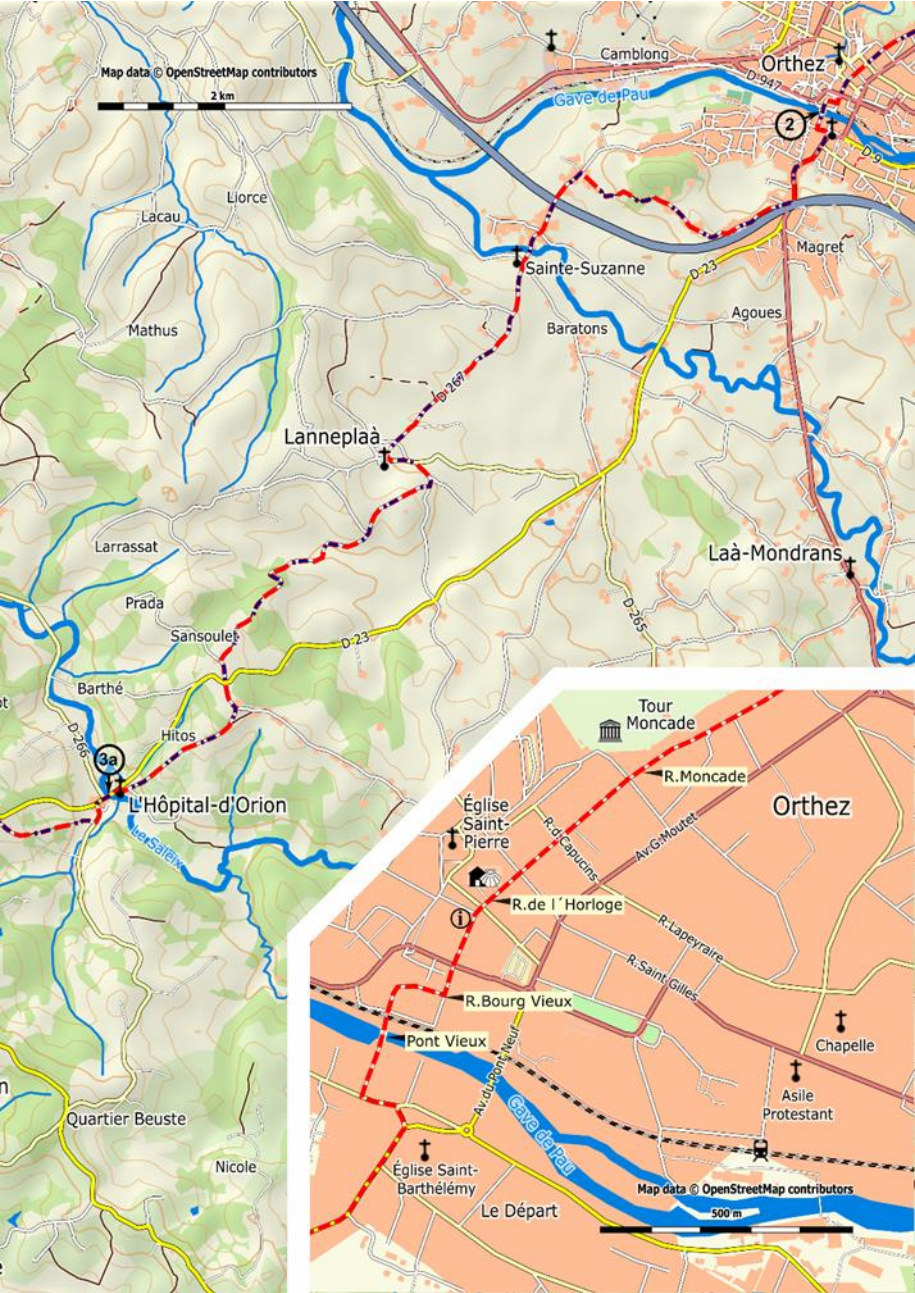 Camblong
Orthez
Map data © OpenStreetMap contributors
2 km
D 947
Gave de Pau
2
D-9
Liorce
Lacau
Magret
Sainte-Suzanne
D-23
Agoues
Baratons
Mathus
D-267
Lanneplaà
Larrassat
Laà-Mondrans
Prada
D-265
Sansoulet
D-23
Barthé
Hitos
D-266
3a
L'Hôpital-d'Orion
Le Saleix
Quartier Beuste
Nicole
Tour
Moncade
R.Moncade
Orthez
Église
Saint-
Pierre
R.d.Capucins
Av.G.Moutet
R.de l´Horloge
i
R.Lapeyraire
R.Saint Gilles
R.Bourg Vieux
Pont Vieux
Av.du Pont Neuf
Chapelle
Asile
Protestant
Gave de Pau
Église Saint-
Barthélémy
Le Départ
Map data © OpenStreetMap contributors
500 m